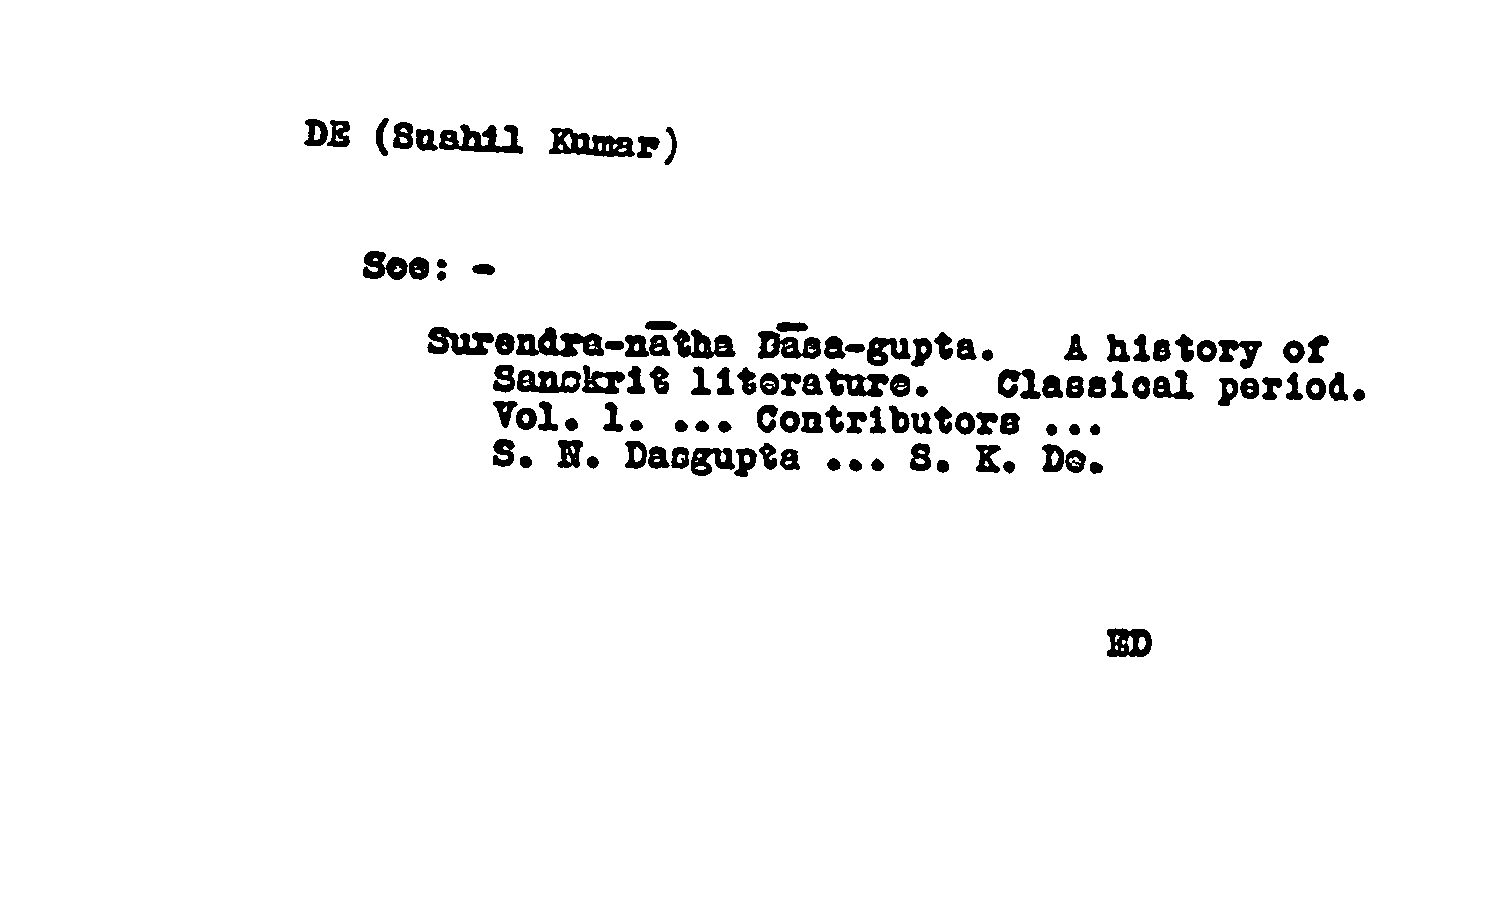 DE (Sushil Kumar)
See: -
Surendra-nātha Dāsa-gupta. A history of
Sanskrit literature. Classical period.
Vol. 1. ... Contributors ...
S. N. Dasgupta ... S. K. De.
ED